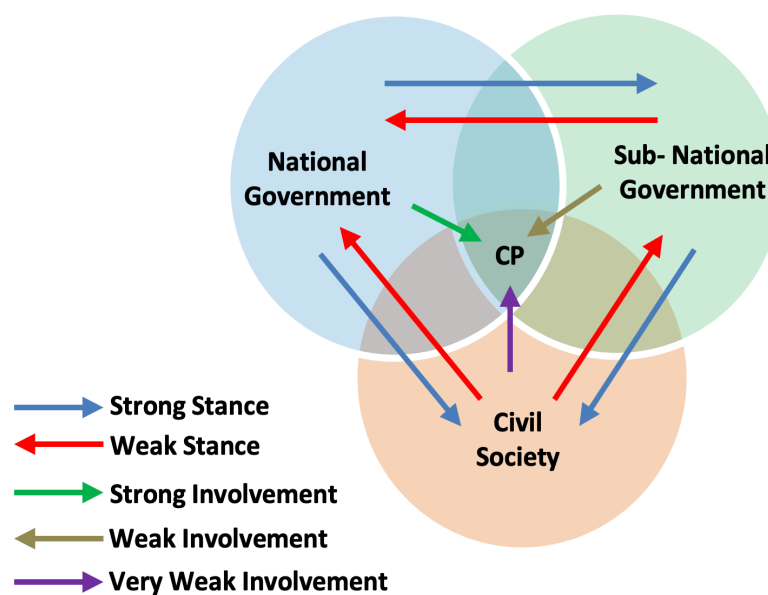 National
Government
Sub- National
Government
CP
Civil
Society
Strong Stance
Weak Stance
Strong Involvement
Weak Involvement
Very Weak Involvement